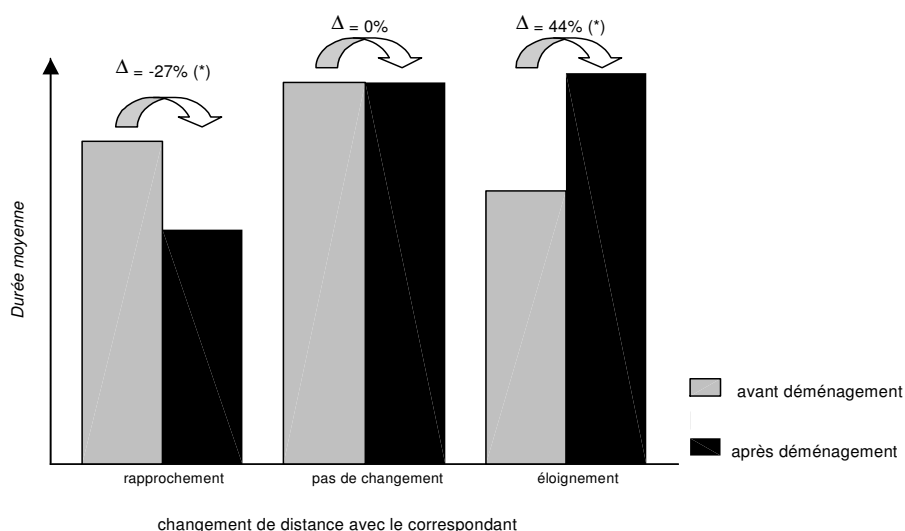 Δ = -27% (*)
Δ = 0%
Δ = 44% (*)
Durée moyenne
avant déménagement
après déménagement
rapprochement
pas de changement
éloignement
changement de distance avec le correspondant